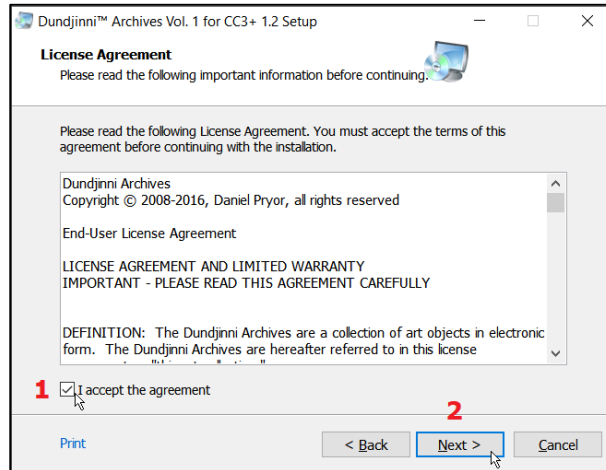 Dundjinni™ Archives Vol. 1 for CC3+ 1.2 Setup
License Agreement
Please read the following important information before continuing.
Please read the following License Agreement. You must accept the terms of this
agreement before continuing with the installation.
Dundjinni Archives
Copyright © 2008-2016, Daniel Pryor, all rights reserved
End-User License Agreement
LICENSE AGREEMENT AND LIMITED WARRANTY
IMPORTANT - PLEASE READ THIS AGREEMENT CAREFULLY
DEFINITION:  The Dundjinni Archives are a collection of art objects in electronic
form.  The Dundjinni Archives are hereafter referred to in this license
1 I accept the agreement
2
Print < Back Next > Cancel